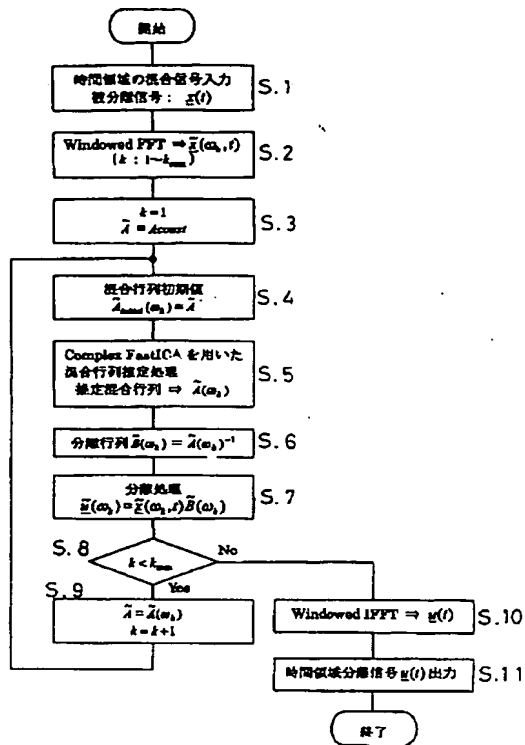 開始
時間領域の混合信号入力
被分離信号： x(t)
S.1
Windowed FFT ⇒ x̃(ω_k, t)
(k : 1~k_max)
S.2
k = 1
Ã = Aconst
S.3
混合行列初期値
Ã_initial(ω_k) = Ã
S.4
Complex FastICA を用いた
混合行列推定処理
推定混合行列 ⇒ Ã(ω_k)
S.5
分離行列 B̃(ω_k) = Ã(ω_k)⁻¹
S.6
分離処理
ũ(ω_k) = x̃(ω_k, t)B̃(ω_k)
S.7
S.8
k < k_max
No
Yes
S.9
Ã = Ã(ω_k)
k = k + 1
Windowed IFFT ⇒ u(t)
S.10
時間領域分離信号 u(t) 出力
S.11
終了